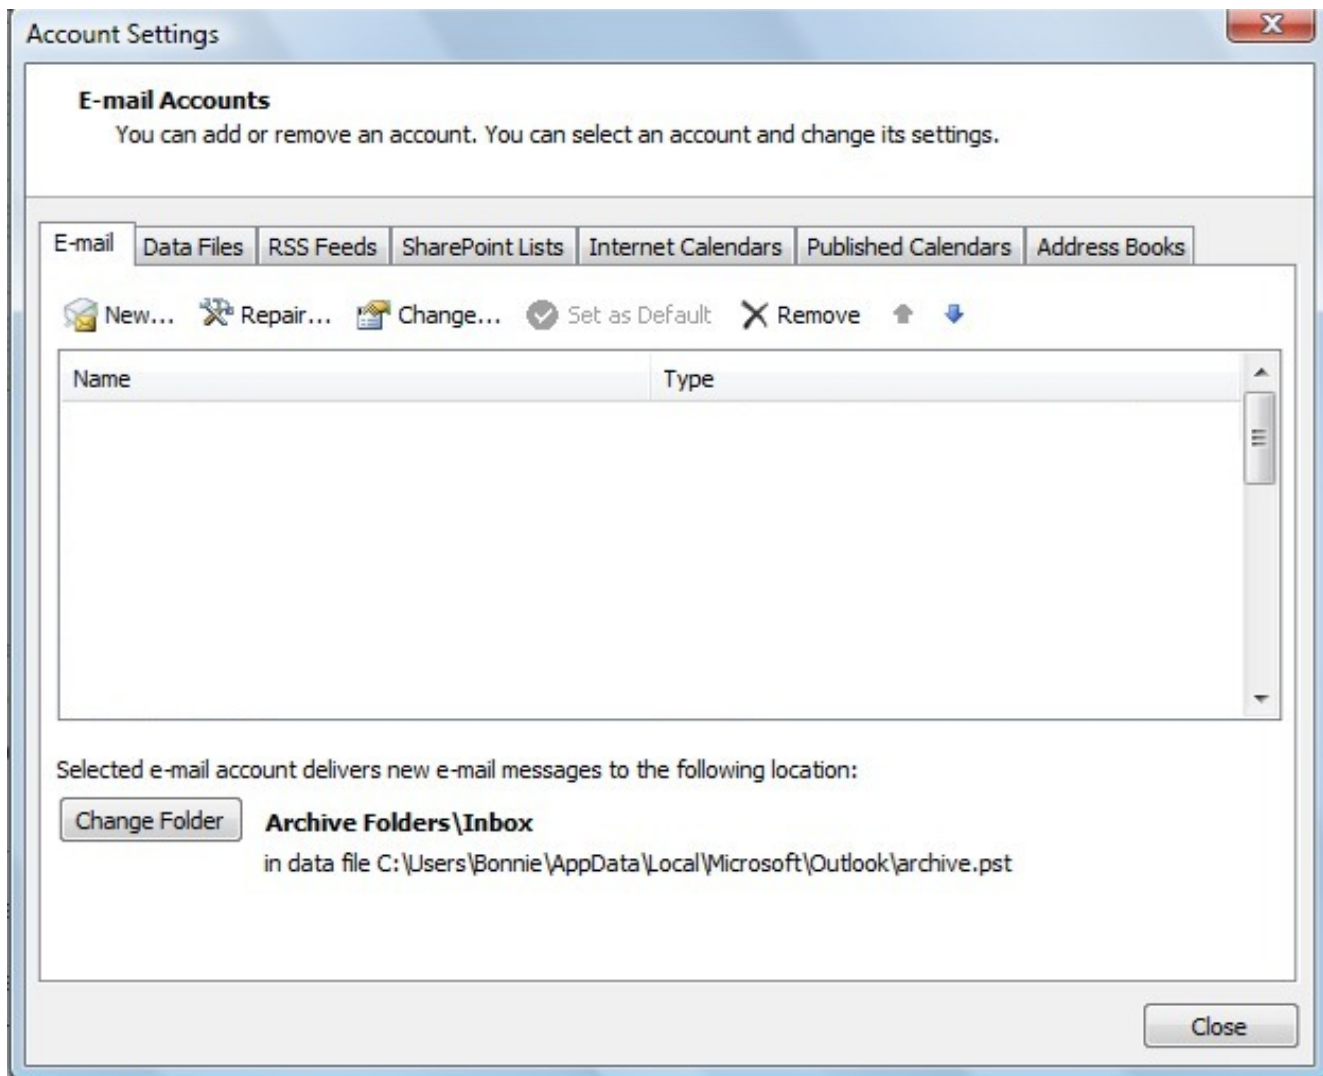 Account Settings
E-mail Accounts
You can add or remove an account. You can select an account and change its settings.
E-mail Data Files RSS Feeds SharePoint Lists Internet Calendars Published Calendars Address Books
New... Repair... Change... Set as Default Remove
Name Type
Selected e-mail account delivers new e-mail messages to the following location:
Change Folder Archive Folders\Inbox
in data file C:\Users\Bonnie\AppData\Local\Microsoft\Outlook\archive.pst
Close